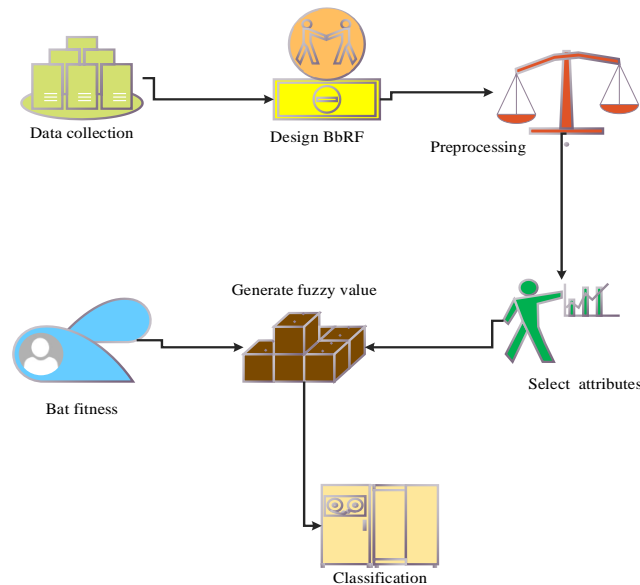 Data collection
Design BbRF
Preprocessing
Generate fuzzy value
Bat fitness
Select attributes
Classification